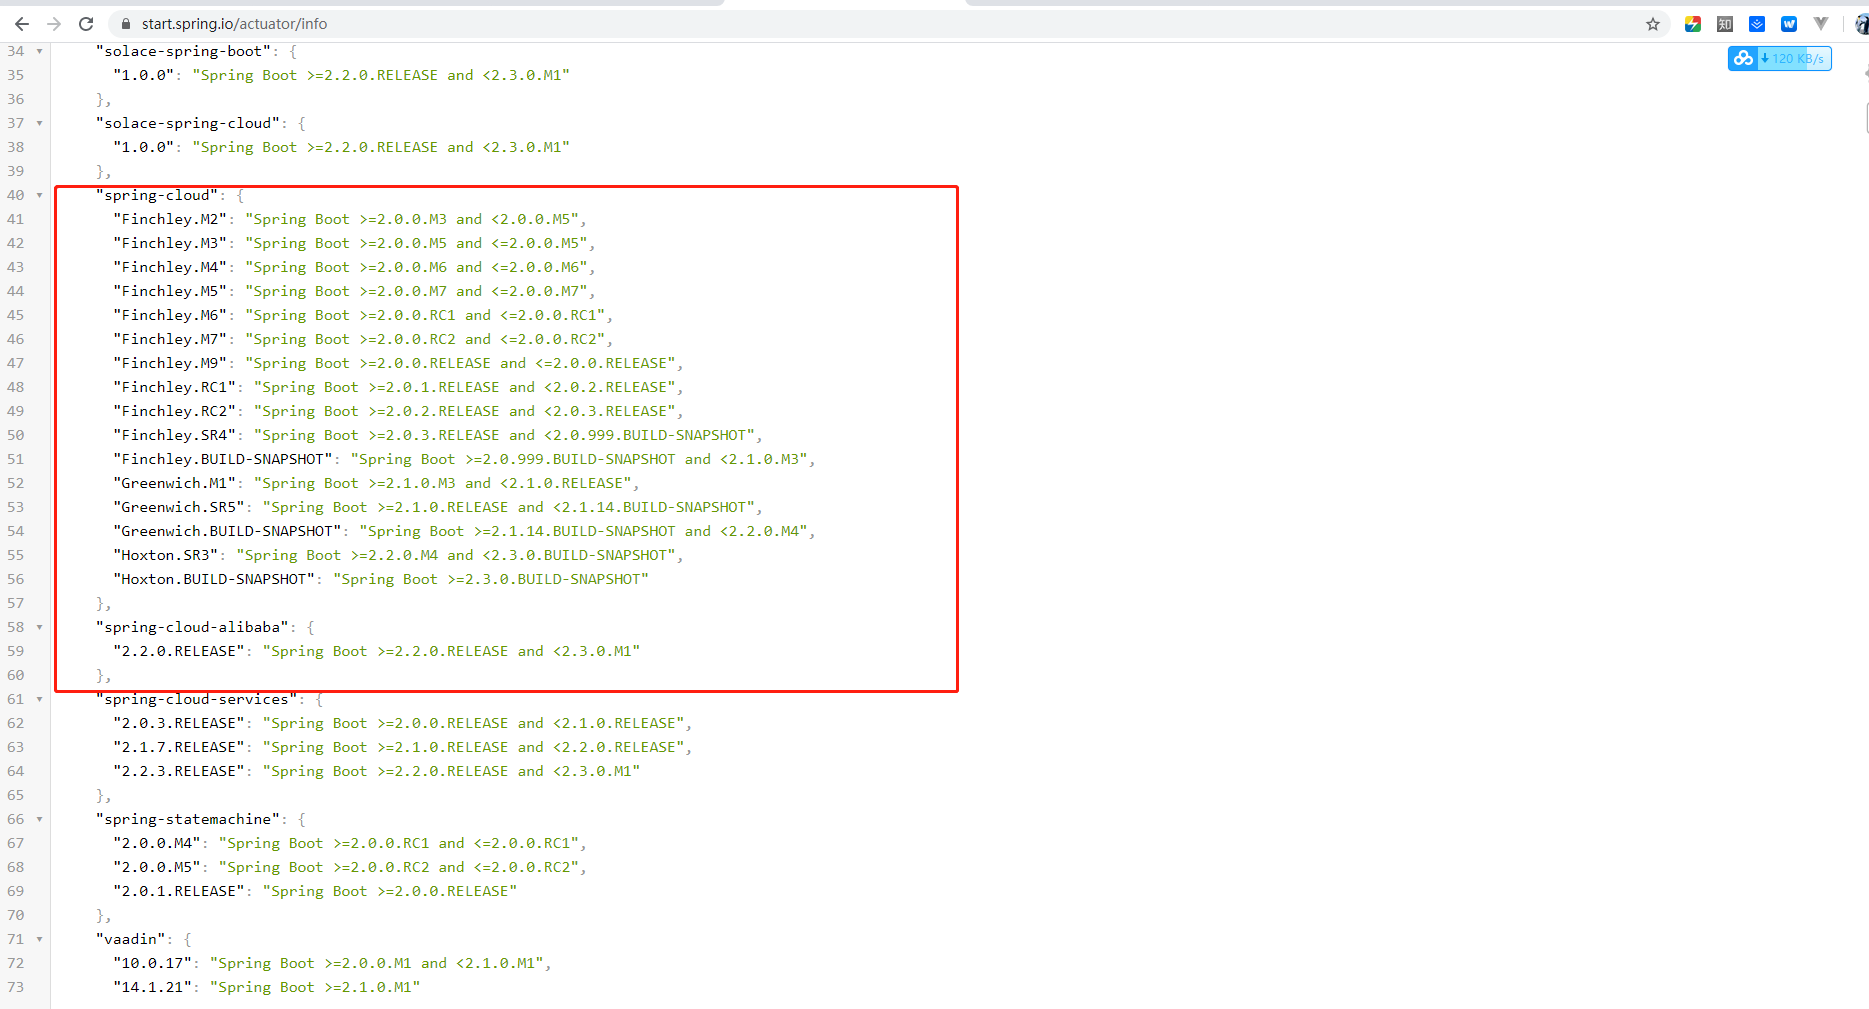 start.spring.io/actuator/info
知
120 KB/s
34 "solace-spring-boot": {
35 "1.0.0": "Spring Boot >=2.2.0.RELEASE and <2.3.0.M1"
36 },
37 "solace-spring-cloud": {
38 "1.0.0": "Spring Boot >=2.2.0.RELEASE and <2.3.0.M1"
39 },
40 "spring-cloud": {
41 "Finchley.M2": "Spring Boot >=2.0.0.M3 and <2.0.0.M5",
42 "Finchley.M3": "Spring Boot >=2.0.0.M5 and <=2.0.0.M5",
43 "Finchley.M4": "Spring Boot >=2.0.0.M6 and <=2.0.0.M6",
44 "Finchley.M5": "Spring Boot >=2.0.0.M7 and <=2.0.0.M7",
45 "Finchley.M6": "Spring Boot >=2.0.0.RC1 and <=2.0.0.RC1",
46 "Finchley.M7": "Spring Boot >=2.0.0.RC2 and <=2.0.0.RC2",
47 "Finchley.M9": "Spring Boot >=2.0.0.RELEASE and <=2.0.0.RELEASE",
48 "Finchley.RC1": "Spring Boot >=2.0.1.RELEASE and <2.0.2.RELEASE",
49 "Finchley.RC2": "Spring Boot >=2.0.2.RELEASE and <2.0.3.RELEASE",
50 "Finchley.SR4": "Spring Boot >=2.0.3.RELEASE and <2.0.999.BUILD-SNAPSHOT",
51 "Finchley.BUILD-SNAPSHOT": "Spring Boot >=2.0.999.BUILD-SNAPSHOT and <2.1.0.M3",
52 "Greenwich.M1": "Spring Boot >=2.1.0.M3 and <2.1.0.RELEASE",
53 "Greenwich.SR5": "Spring Boot >=2.1.0.RELEASE and <2.1.14.BUILD-SNAPSHOT",
54 "Greenwich.BUILD-SNAPSHOT": "Spring Boot >=2.1.14.BUILD-SNAPSHOT and <2.2.0.M4",
55 "Hoxton.SR3": "Spring Boot >=2.2.0.M4 and <2.3.0.BUILD-SNAPSHOT",
56 "Hoxton.BUILD-SNAPSHOT": "Spring Boot >=2.3.0.BUILD-SNAPSHOT"
57 },
58 "spring-cloud-alibaba": {
59 "2.2.0.RELEASE": "Spring Boot >=2.2.0.RELEASE and <2.3.0.M1"
60 },
61 "spring-cloud-services": {
62 "2.0.3.RELEASE": "Spring Boot >=2.0.0.RELEASE and <2.1.0.RELEASE",
63 "2.1.7.RELEASE": "Spring Boot >=2.1.0.RELEASE and <2.2.0.RELEASE",
64 "2.2.3.RELEASE": "Spring Boot >=2.2.0.RELEASE and <2.3.0.M1"
65 },
66 "spring-statemachine": {
67 "2.0.0.M4": "Spring Boot >=2.0.0.RC1 and <=2.0.0.RC1",
68 "2.0.0.M5": "Spring Boot >=2.0.0.RC2 and <=2.0.0.RC2",
69 "2.0.1.RELEASE": "Spring Boot >=2.0.0.RELEASE"
70 },
71 "vaadin": {
72 "10.0.17": "Spring Boot >=2.0.0.M1 and <2.1.0.M1",
73 "14.1.21": "Spring Boot >=2.1.0.M1"